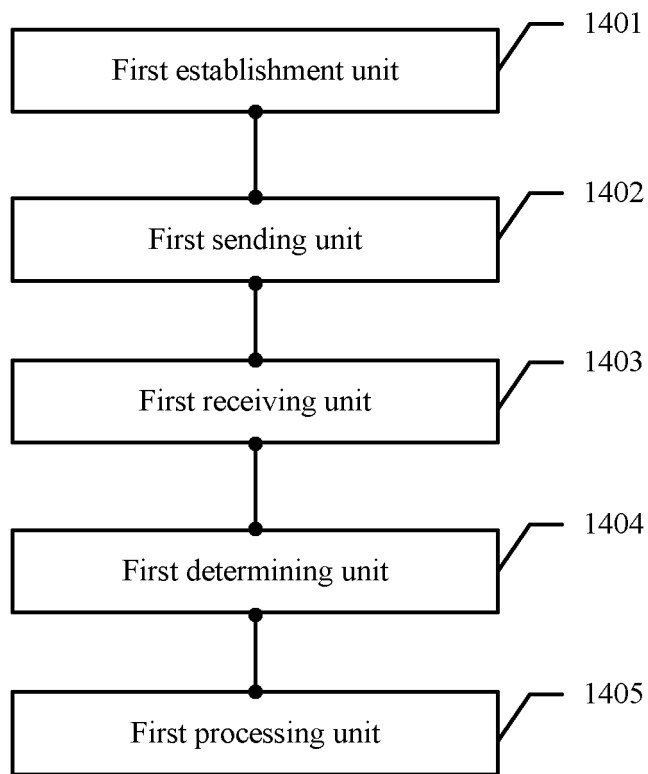 1401
First establishment unit
1402
First sending unit
1403
First receiving unit
1404
First determining unit
1405
First processing unit